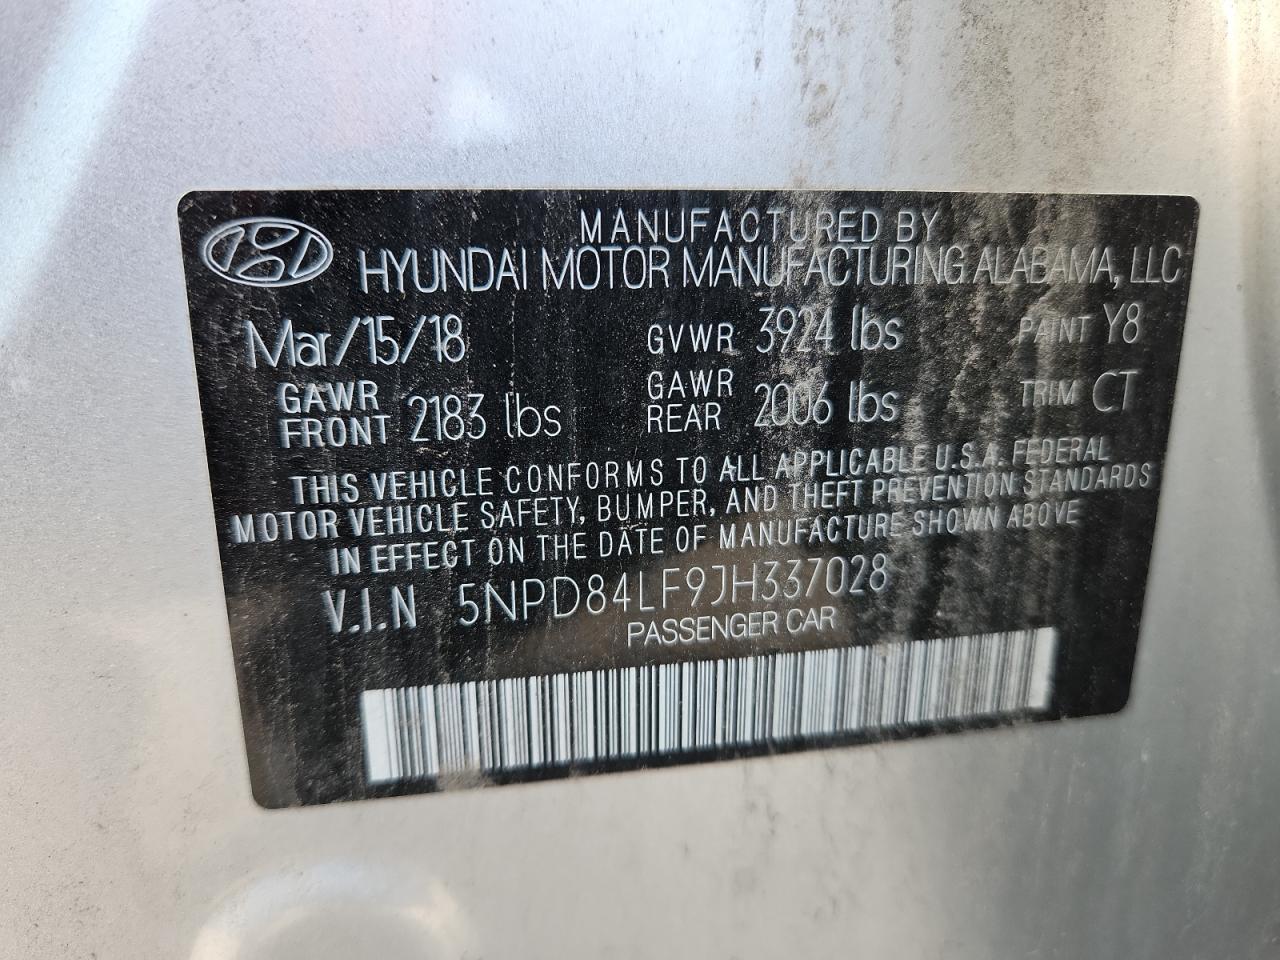 MANUFACTURED BY
HYUNDAI MOTOR MANUFACTURING ALABAMA, LLC
Mar/15/18 GVWR 3924 lbs PAINT Y8
GAWR FRONT 2183 lbs GAWR REAR 2006 lbs TRIM CT
THIS VEHICLE CONFORMS TO ALL APPLICABLE U.S.A. FEDERAL
MOTOR VEHICLE SAFETY, BUMPER, AND THEFT PREVENTION STANDARDS
IN EFFECT ON THE DATE OF MANUFACTURE SHOWN ABOVE
V.I.N 5NPD84LF9JH337028
PASSENGER CAR